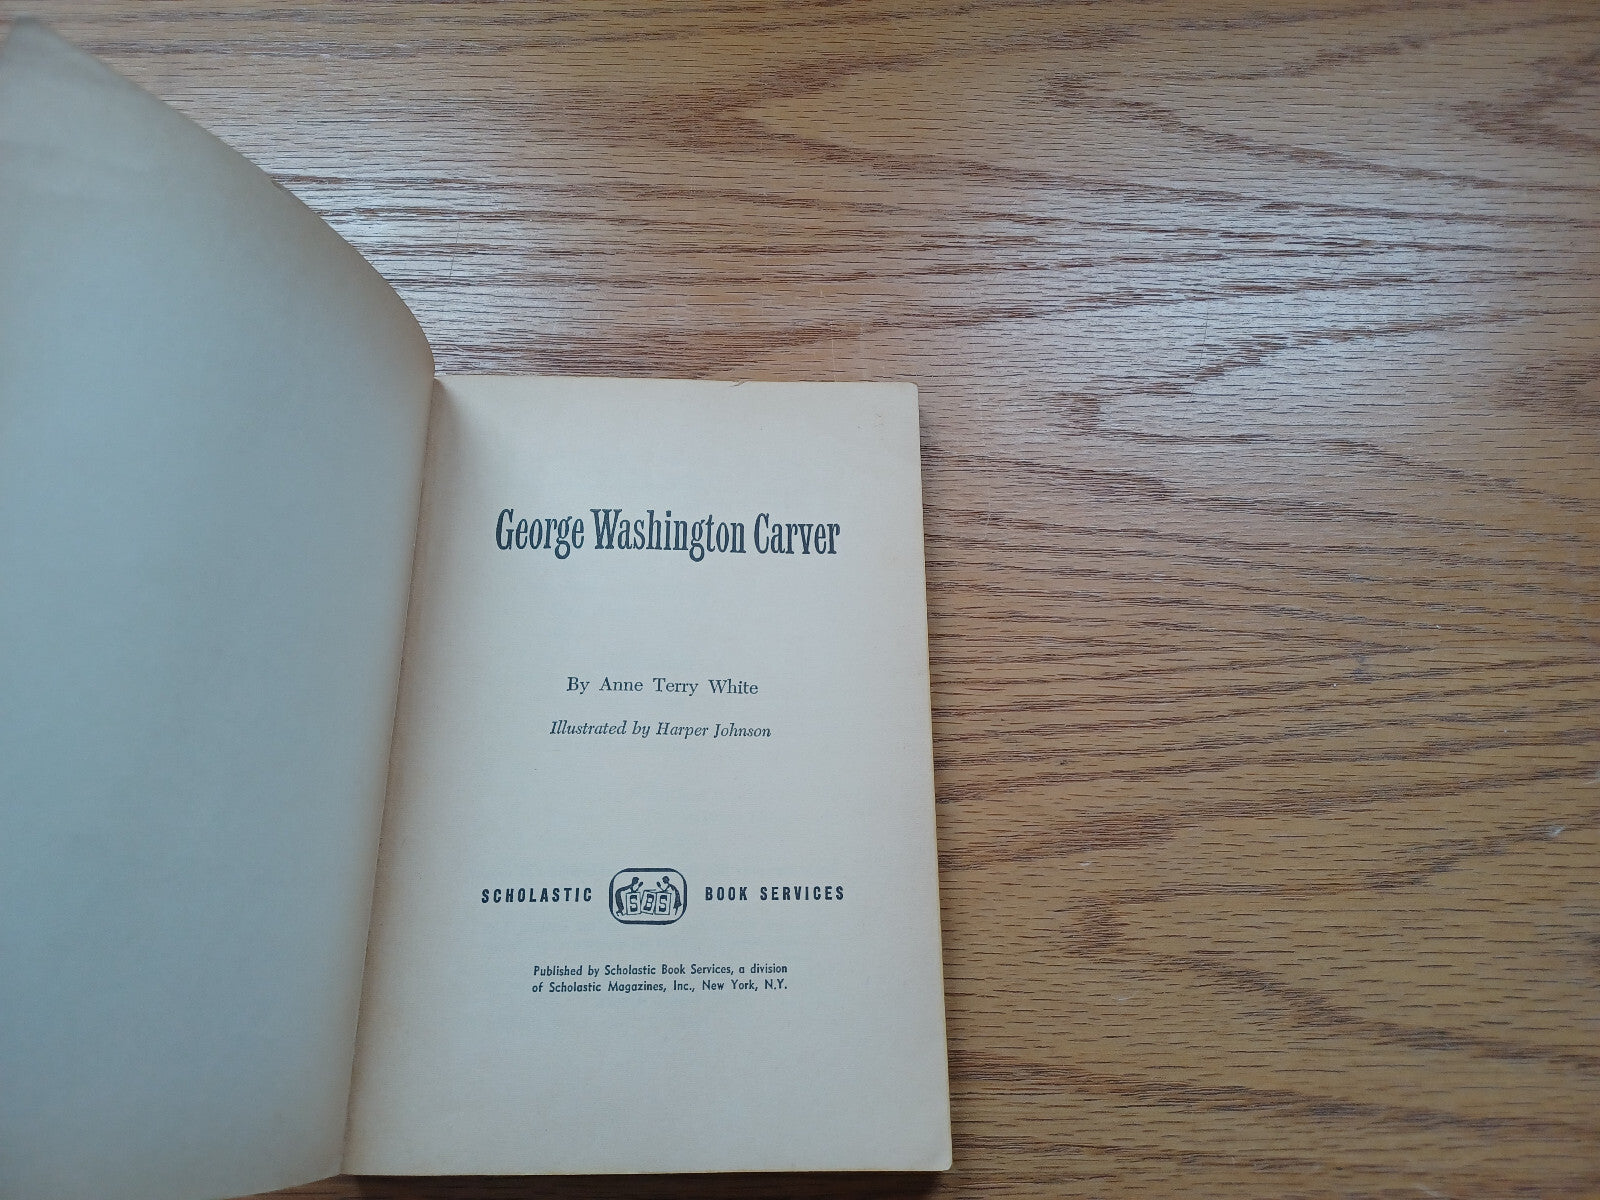 George Washington Carver
By Anne Terry White
Illustrated by Harper Johnson
SCHOLASTIC SBS BOOK SERVICES
Published by Scholastic Book Services, a division
of Scholastic Magazines, Inc., New York, N.Y.